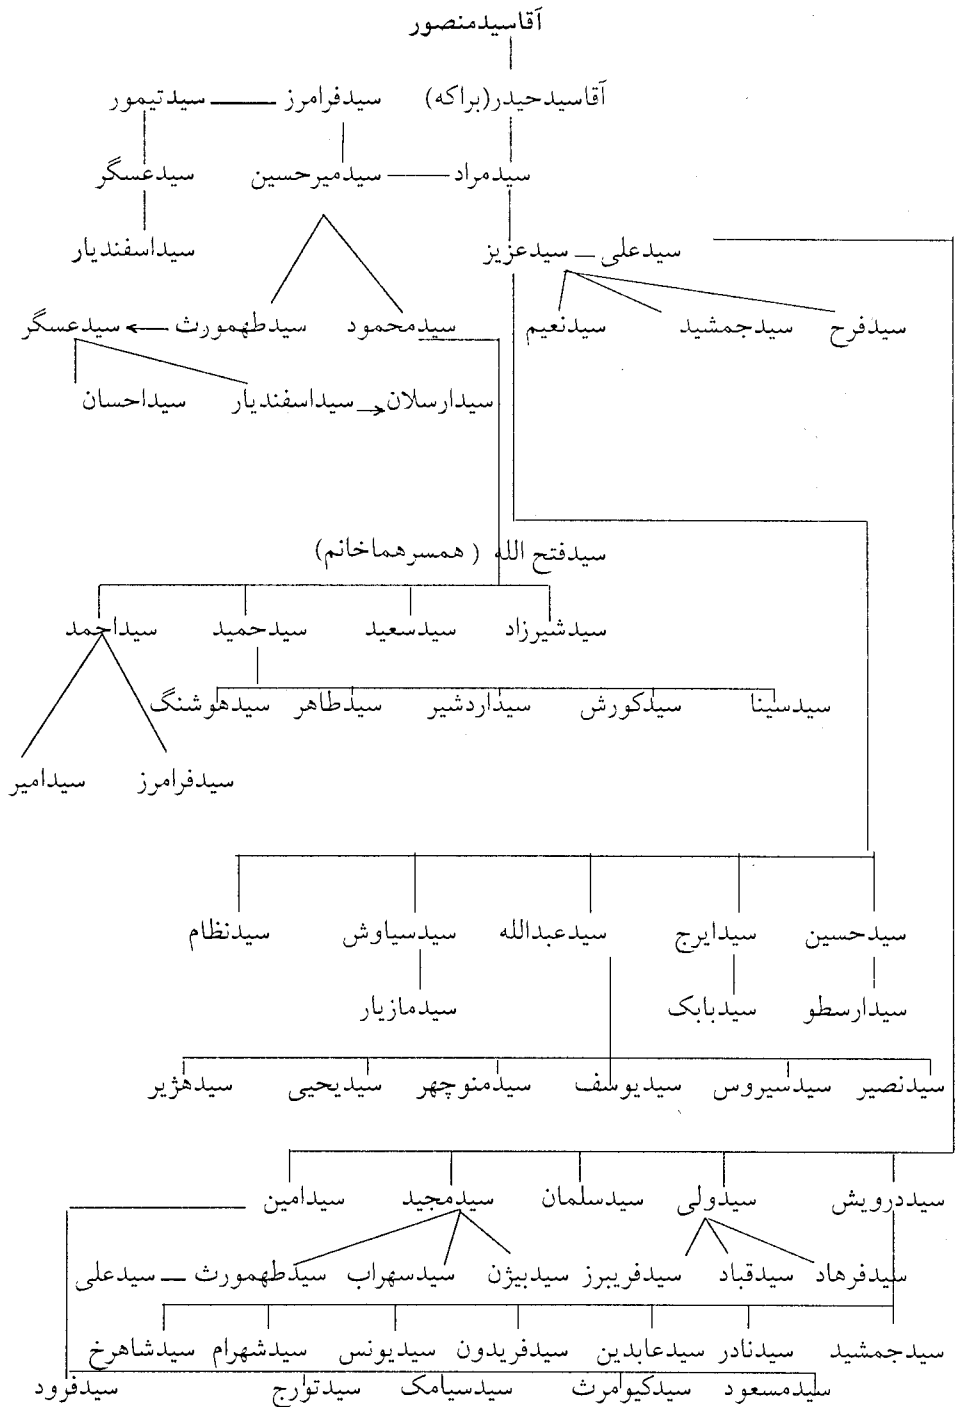 آقاسیدمنصور
آقاسیدحیدر(براکه) سیدفرامرز سیدتیمور
سیدمراد سیدمیرحسین سیدعسگر
سیدعلی سیدعزیز سیداسفندیار
سیدفرح سیدجمشید سیدنعیم سیدمحمود سیدطهمورث سیدعسگر
سیدارسلان سیداسفندیار سیداحسان
سیدفتح الله (همسرهماخانم)
سیدشیرزاد سیدسعید سیدحمید سیداحمد
سیدسینا سیدکورش سیداردشیر سیدطاهر سیدهوشنگ
سیدفرامرز سیدامیر
سیدحسین سیدایرج سیدعبدالله سیدسیاوش سیدنظام
سیدارسطو سیدبابک سیدمازیار
سیدنصیر سیدسیروس سیدیوسف سیدمنوچهر سیدیحیی سیدهژیر
سیددرویش سیدولی سیدسلمان سیدمجید سیدامین
سیدفرهاد سیدقباد سیدفریبرز سیدبیژن سیدسهراب سیدطهمورث سیدعلی
سیدجمشید سیدنادر سیدعابدین سیدفریدون سیدیونس سیدشهرام سیدشاهرخ
سیدمسعود سیدکیومرث سیدسیامک سیدتورج سیدفرود